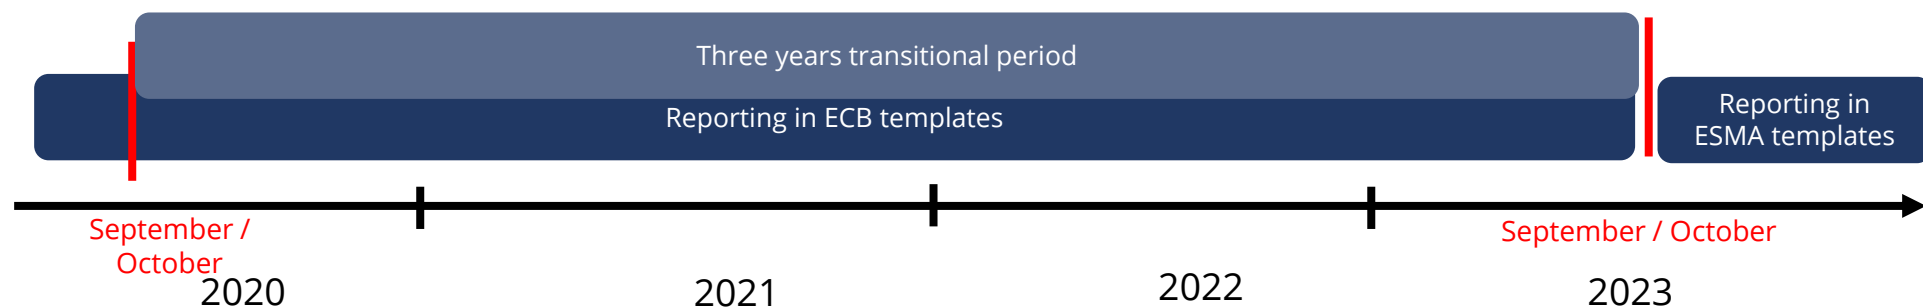 Three years transitional period
Reporting in ECB templates
Reporting in
ESMA templates
September /
October
September / October
2020
2021
2022
2023